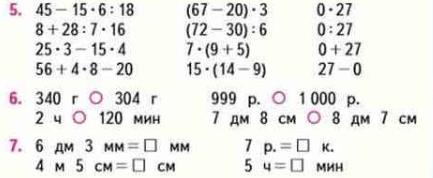 5. 45 − 15 · 6 : 18 (67 − 20) · 3 0 · 27
8 + 28 : 7 · 16 (72 − 30) : 6 0 : 27
25 · 3 − 15 · 4 7 · (9 + 5) 0 + 27
56 + 4 · 8 − 20 15 · (14 − 9) 27 − 0
6. 340 г ○ 304 г 999 р. ○ 1 000 р.
2 ч ○ 120 мин 7 дм 8 см ○ 8 дм 7 см
7. 6 дм 3 мм = □ мм 7 р. = □ к.
4 м 5 см = □ см 5 ч = □ мин